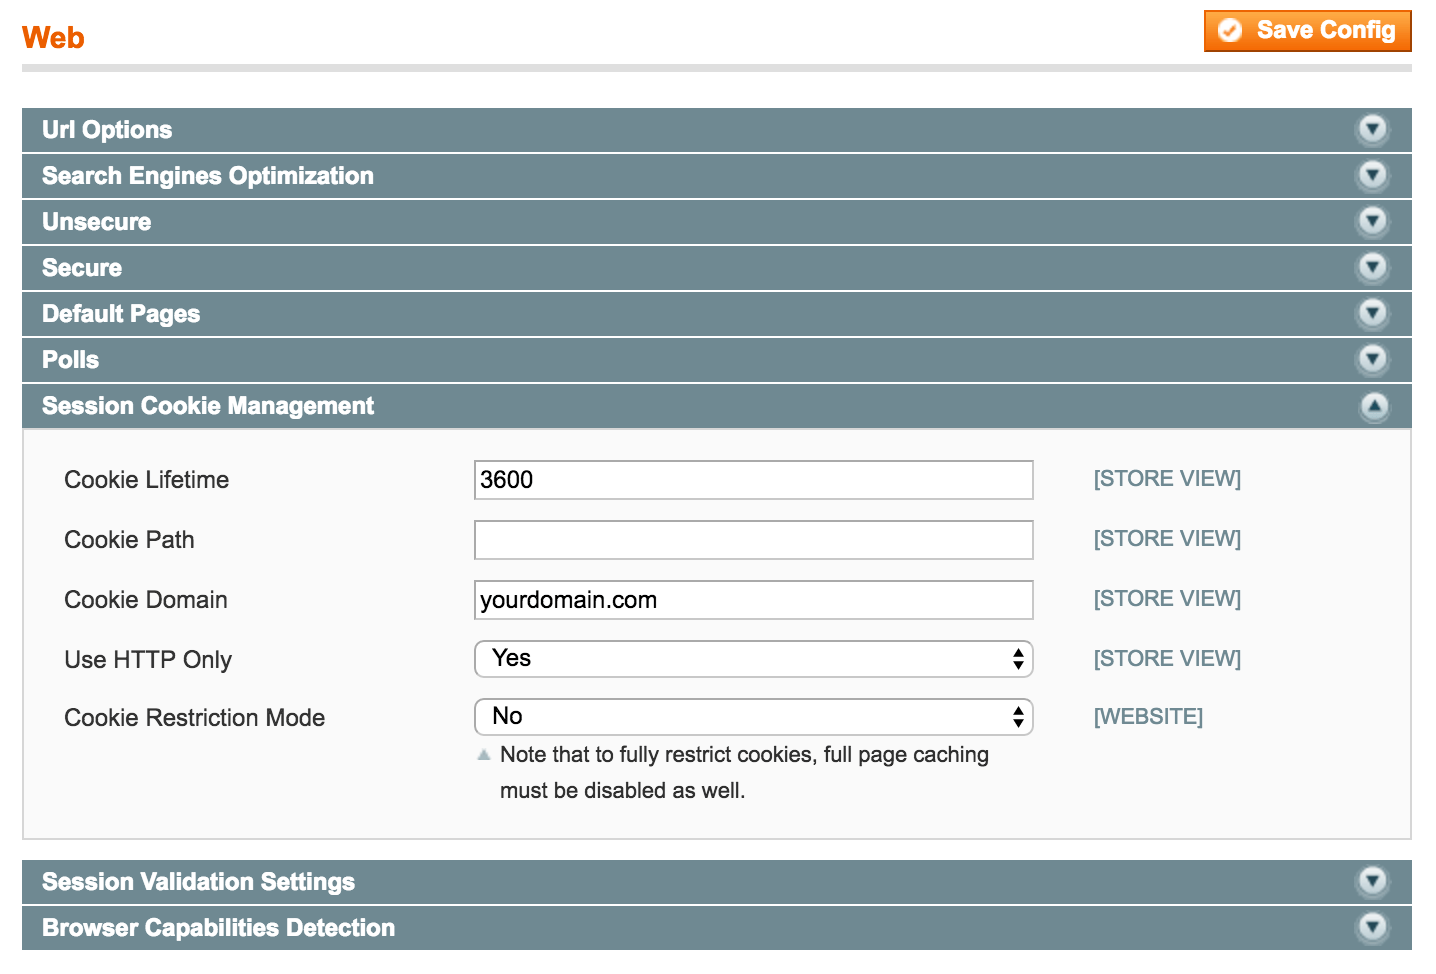 Web
Save Config
Url Options
Search Engines Optimization
Unsecure
Secure
Default Pages
Polls
Session Cookie Management
Cookie Lifetime 3600 [STORE VIEW]
Cookie Path [STORE VIEW]
Cookie Domain yourdomain.com [STORE VIEW]
Use HTTP Only Yes [STORE VIEW]
Cookie Restriction Mode No [WEBSITE]
Note that to fully restrict cookies, full page caching
must be disabled as well.
Session Validation Settings
Browser Capabilities Detection